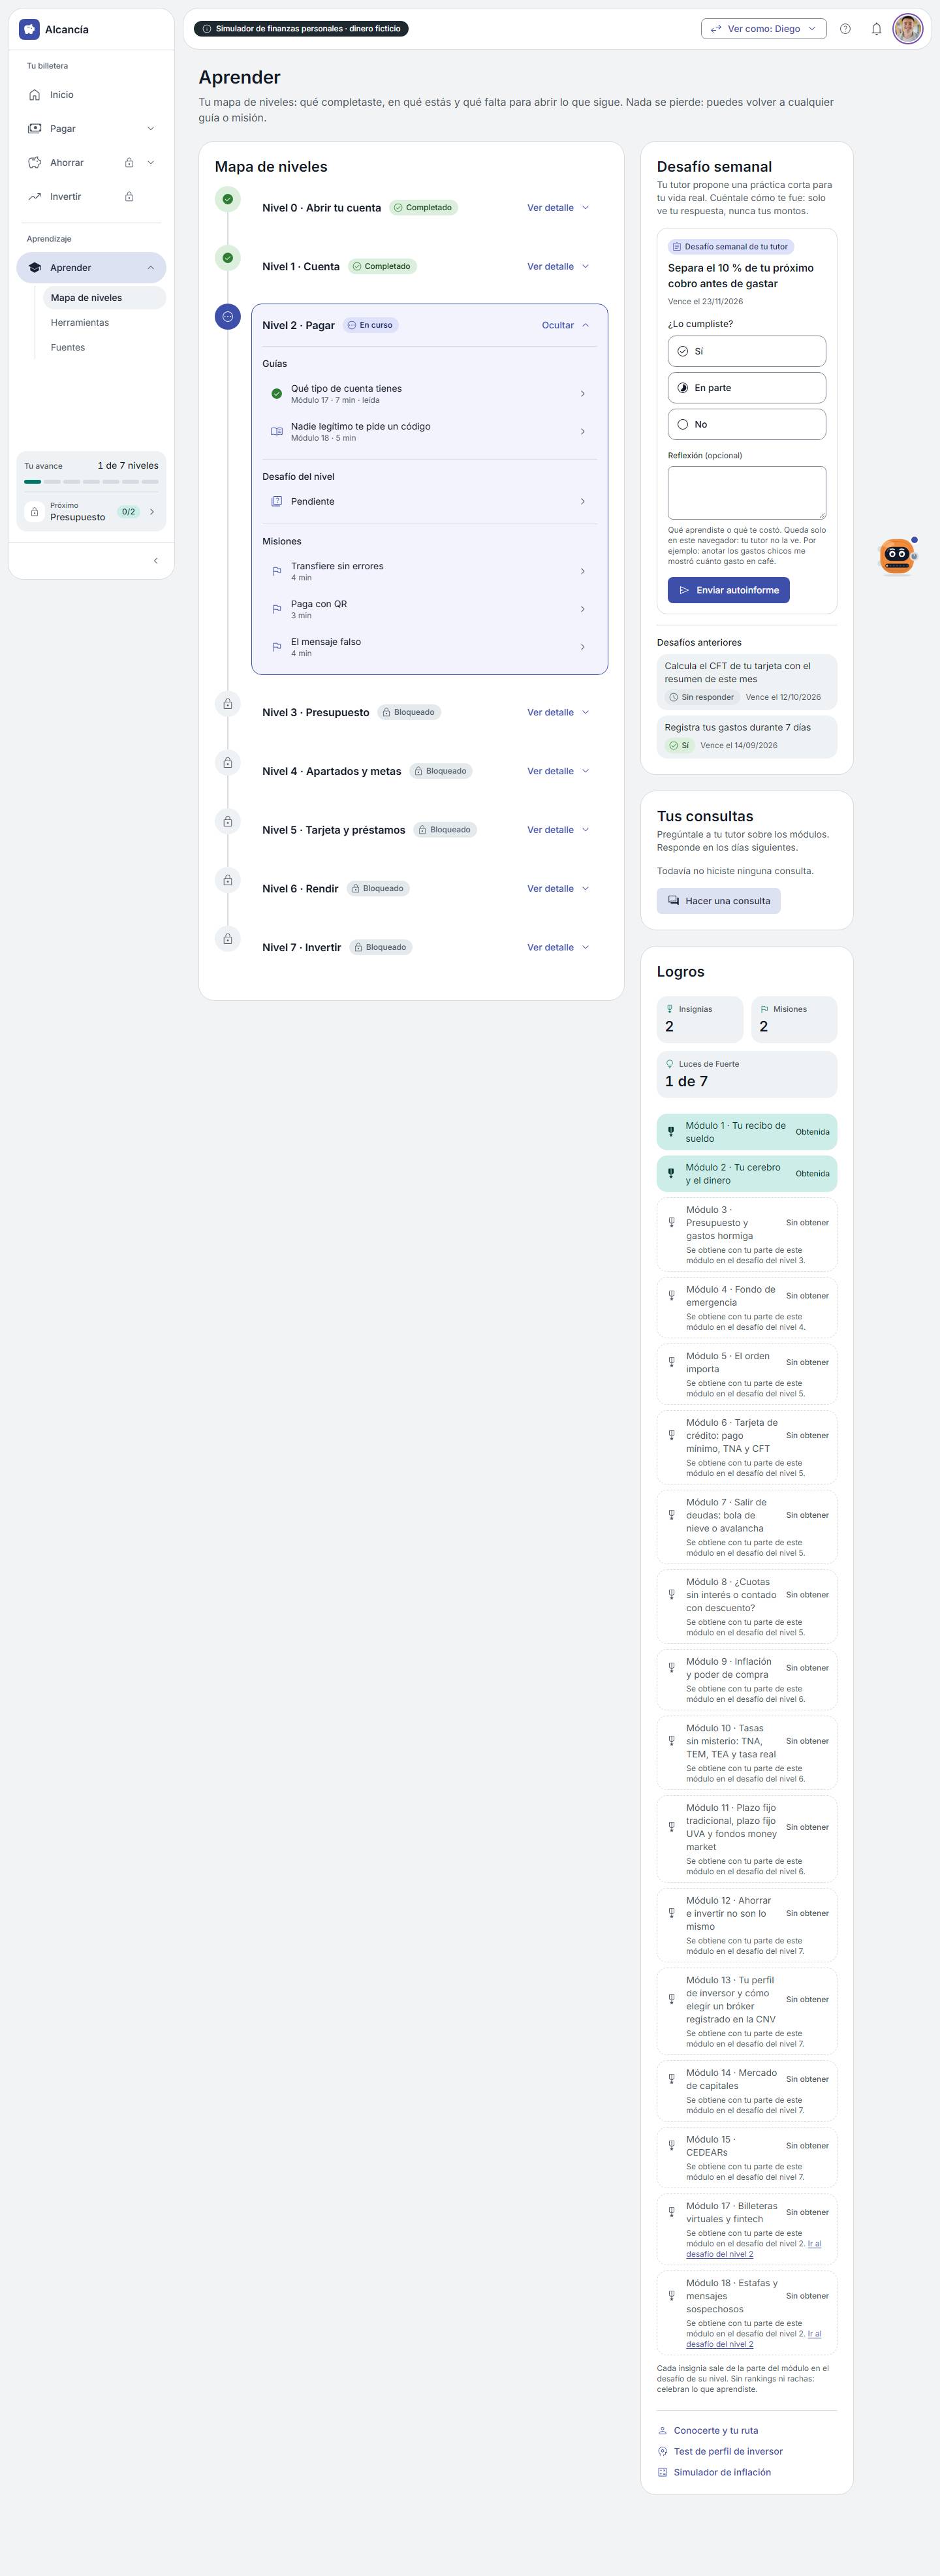 Alcancía
Tu billetera
Inicio
Pagar
Ahorrar
Invertir
Aprendizaje
Aprender
Mapa de niveles
Herramientas
Fuentes
Tu avance
1 de 7 niveles
Próximo
Presupuesto
0/2
Simulador de finanzas personales · dinero ficticio
Ver como: Diego
Aprender
Tu mapa de niveles: qué completaste, en qué estás y qué falta para abrir lo que sigue. Nada se pierde: puedes volver a cualquier
guía o misión.
Mapa de niveles
Nivel 0 · Abrir tu cuenta
Completado
Ver detalle
Nivel 1 · Cuenta
Completado
Ver detalle
Nivel 2 · Pagar
En curso
Ocultar
Guías
Qué tipo de cuenta tienes
Módulo 17 · 7 min · leída
Nadie legítimo te pide un código
Módulo 18 · 5 min
Desafío del nivel
Pendiente
Misiones
Transfiere sin errores
4 min
Paga con QR
3 min
El mensaje falso
4 min
Nivel 3 · Presupuesto
Bloqueado
Ver detalle
Nivel 4 · Apartados y metas
Bloqueado
Ver detalle
Nivel 5 · Tarjeta y préstamos
Bloqueado
Ver detalle
Nivel 6 · Rendir
Bloqueado
Ver detalle
Nivel 7 · Invertir
Bloqueado
Ver detalle
Desafío semanal
Tu tutor propone una práctica corta para
tu vida real. Cuéntale cómo te fue: solo
ve tu respuesta, nunca tus montos.
Desafío semanal de tu tutor
Separa el 10 % de tu próximo
cobro antes de gastar
Vence el 23/11/2026
¿Lo cumpliste?
Sí
En parte
No
Reflexión (opcional)
Qué aprendiste o qué te costó. Queda solo
en este navegador: tu tutor no la ve. Por
ejemplo: anotar los gastos chicos me
mostró cuánto gasto en café.
Enviar autoinforme
Desafíos anteriores
Calcula el CFT de tu tarjeta con el
resumen de este mes
Sin responder
Vence el 12/10/2026
Registra tus gastos durante 7 días
Sí
Vence el 14/09/2026
Tus consultas
Pregúntale a tu tutor sobre los módulos.
Responde en los días siguientes.
Todavía no hiciste ninguna consulta.
Hacer una consulta
Logros
Insignias
2
Misiones
2
Luces de Fuerte
1 de 7
Módulo 1 · Tu recibo de
sueldo
Obtenida
Módulo 2 · Tu cerebro
y el dinero
Obtenida
Módulo 3 ·
Presupuesto y
gastos hormiga
Sin obtener
Se obtiene con tu parte de este
módulo en el desafío del nivel 3.
Módulo 4 · Fondo de
emergencia
Sin obtener
Se obtiene con tu parte de este
módulo en el desafío del nivel 4.
Módulo 5 · El orden
importa
Sin obtener
Se obtiene con tu parte de este
módulo en el desafío del nivel 5.
Módulo 6 · Tarjeta de
crédito: pago
mínimo, TNA y CFT
Sin obtener
Se obtiene con tu parte de este
módulo en el desafío del nivel 5.
Módulo 7 · Salir de
deudas: bola de
nieve o avalancha
Sin obtener
Se obtiene con tu parte de este
módulo en el desafío del nivel 5.
Módulo 8 · ¿Cuotas
sin interés o contado
con descuento?
Sin obtener
Se obtiene con tu parte de este
módulo en el desafío del nivel 5.
Módulo 9 · Inflación
y poder de compra
Sin obtener
Se obtiene con tu parte de este
módulo en el desafío del nivel 6.
Módulo 10 · Tasas
sin misterio: TNA,
TEM, TEA y tasa real
Sin obtener
Se obtiene con tu parte de este
módulo en el desafío del nivel 6.
Módulo 11 · Plazo fijo
tradicional, plazo fijo
UVA y fondos money
market
Sin obtener
Se obtiene con tu parte de este
módulo en el desafío del nivel 6.
Módulo 12 · Ahorrar
e invertir no son lo
mismo
Sin obtener
Se obtiene con tu parte de este
módulo en el desafío del nivel 7.
Módulo 13 · Tu perfil
de inversor y cómo
elegir un bróker
registrado en la CNV
Sin obtener
Se obtiene con tu parte de este
módulo en el desafío del nivel 7.
Módulo 14 · Mercado
de capitales
Sin obtener
Se obtiene con tu parte de este
módulo en el desafío del nivel 7.
Módulo 15 ·
CEDEARs
Sin obtener
Se obtiene con tu parte de este
módulo en el desafío del nivel 7.
Módulo 17 · Billeteras
virtuales y fintech
Sin obtener
Se obtiene con tu parte de este
módulo en el desafío del nivel 2. Ir al
desafío del nivel 2
Módulo 18 · Estafas y
mensajes
sospechosos
Sin obtener
Se obtiene con tu parte de este
módulo en el desafío del nivel 2. Ir al
desafío del nivel 2
Cada insignia sale de la parte del módulo en el
desafío de su nivel. Sin rankings ni rachas:
celebran lo que aprendiste.
Conocerte y tu ruta
Test de perfil de inversor
Simulador de inflación